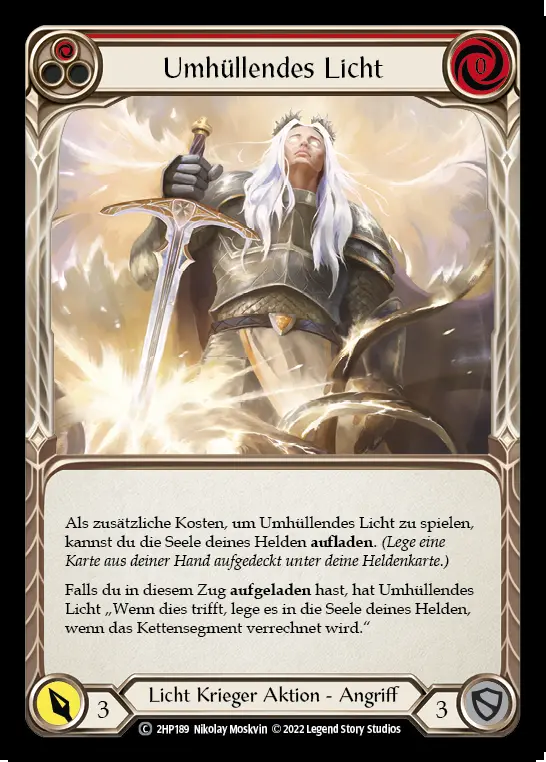 Umhüllendes Licht
0
Als zusätzliche Kosten, um Umhüllendes Licht zu spielen,
kannst du die Seele deines Helden aufladen. (Lege eine
Karte aus deiner Hand aufgedeckt unter deine Heldenkarte.)
Falls du in diesem Zug aufgeladen hast, hat Umhüllendes
Licht „Wenn dies trifft, lege es in die Seele deines Helden,
wenn das Kettensegment verrechnet wird.“
3
Licht Krieger Aktion - Angriff
3
C 2HP189 Nikolay Moskvin © 2022 Legend Story Studios